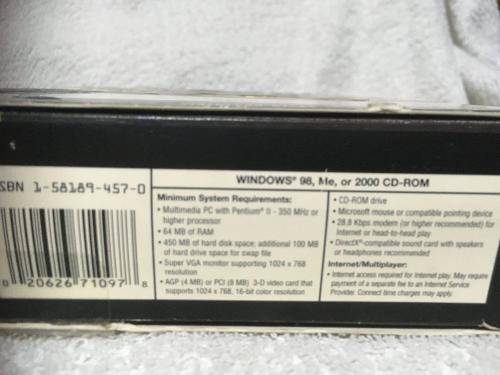 ISBN 1-58189-457-0
0 20626 71097 8
WINDOWS® 98, Me, or 2000 CD-ROM
Minimum System Requirements:
• Multimedia PC with Pentium® II - 350 MHz or
higher processor
• 64 MB of RAM
• 450 MB of hard disk space; additional 100 MB
of hard drive space for swap file
• Super VGA monitor supporting 1024 x 768
resolution
• AGP (4 MB) or PCI (8 MB) 3-D video card that
supports 1024 x 768, 16-bit color resolution
• CD-ROM drive
• Microsoft mouse or compatible pointing device
• 28.8 Kbps modem (or higher recommended) for
Internet or head-to-head play
• DirectX®-compatible sound card with speakers
or headphones recommended
Internet/Multiplayer:
• Internet access required for Internet play. May require
payment of a separate fee to an Internet Service
Provider. Connect time charges may apply.